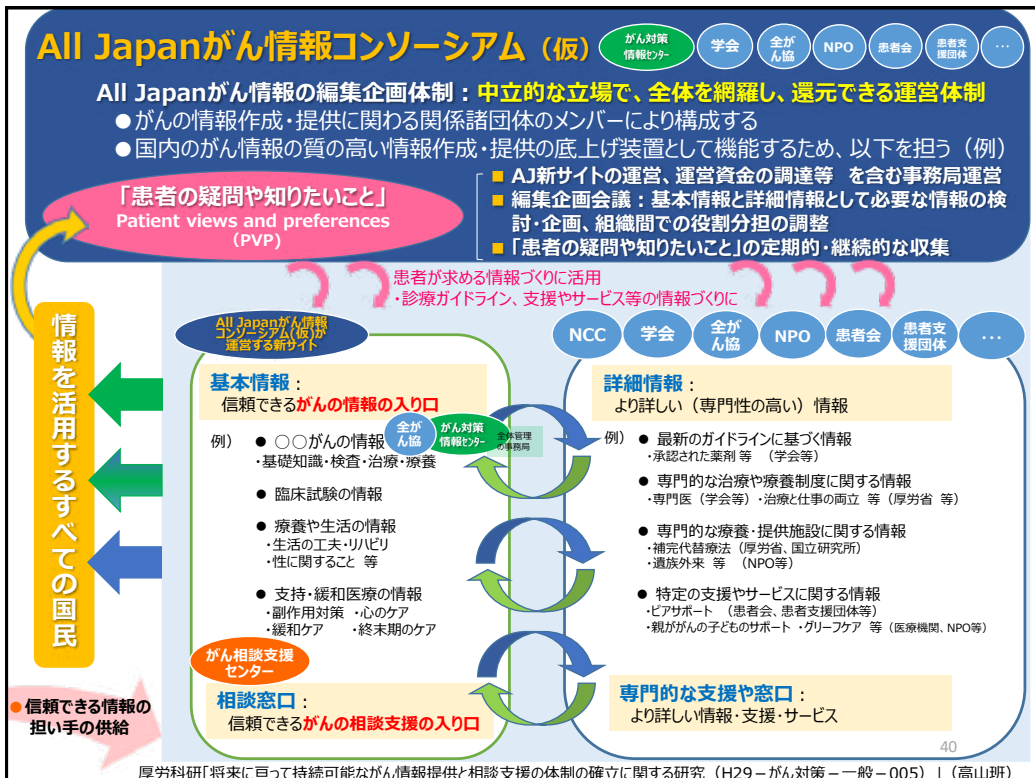 All Japanがん情報コンソーシアム（仮）
がん対策
情報ｾﾝﾀｰ
学会
全が
ん協
NPO
患者会
患者支
援団体
…
All Japanがん情報の編集企画体制：中立的な立場で、全体を網羅し、還元できる運営体制
●がんの情報作成・提供に関わる関係諸団体のメンバーにより構成する
●国内のがん情報の質の高い情報作成・提供の底上げ装置として機能するため、以下を担う（例）
■ AJ新サイトの運営、運営資金の調達等　を含む事務局運営
■ 編集企画会議：基本情報と詳細情報として必要な情報の検
討・企画、組織間での役割分担の調整
■ 「患者の疑問や知りたいこと」の定期的・継続的な収集
「患者の疑問や知りたいこと」
Patient views and preferences
（PVP）
患者が求める情報づくりに活用
・診療ガイドライン、支援やサービス等の情報づくりに
情報を活用するすべての国民
All Japanがん情報
コンソーシアム(仮)が
運営する新サイト
基本情報：
信頼できるがんの情報の入り口
全が
ん協
がん対策
情報ｾﾝﾀｰ
全体管理
の事務局
例）　● ○○がんの情報
・基礎知識・検査・治療・療養
● 臨床試験の情報
● 療養や生活の情報
・生活の工夫・リハビリ
・性に関すること 等
● 支持・緩和医療の情報
・副作用対策　・心のケア
・緩和ケア　　・終末期のケア
がん相談支援
センター
相談窓口：
信頼できるがんの相談支援の入り口
NCC
学会
全が
ん協
NPO
患者会
患者支
援団体
…
詳細情報：
より詳しい（専門性の高い）情報
例）　● 最新のガイドラインに基づく情報
・承認された薬剤 等　（学会等）
● 専門的な治療や療養制度に関する情報
・専門医（学会等）・治療と仕事の両立 等（厚労省 等）
● 専門的な療養・提供施設に関する情報
・補完代替療法（厚労省、国立研究所）
・遺族外来 等　（NPO等）
● 特定の支援やサービスに関する情報
・ピアサポート　（患者会、患者支援団体等）
・親ががんの子どものサポート ・グリーフケア 等（医療機関、NPO等）
専門的な支援や窓口：
より詳しい情報・支援・サービス
●信頼できる情報の
担い手の供給
40
厚労科研「将来に亘って持続可能ながん情報提供と相談支援の体制の確立に関する研究（H29－がん対策－一般－005）」（高山班）